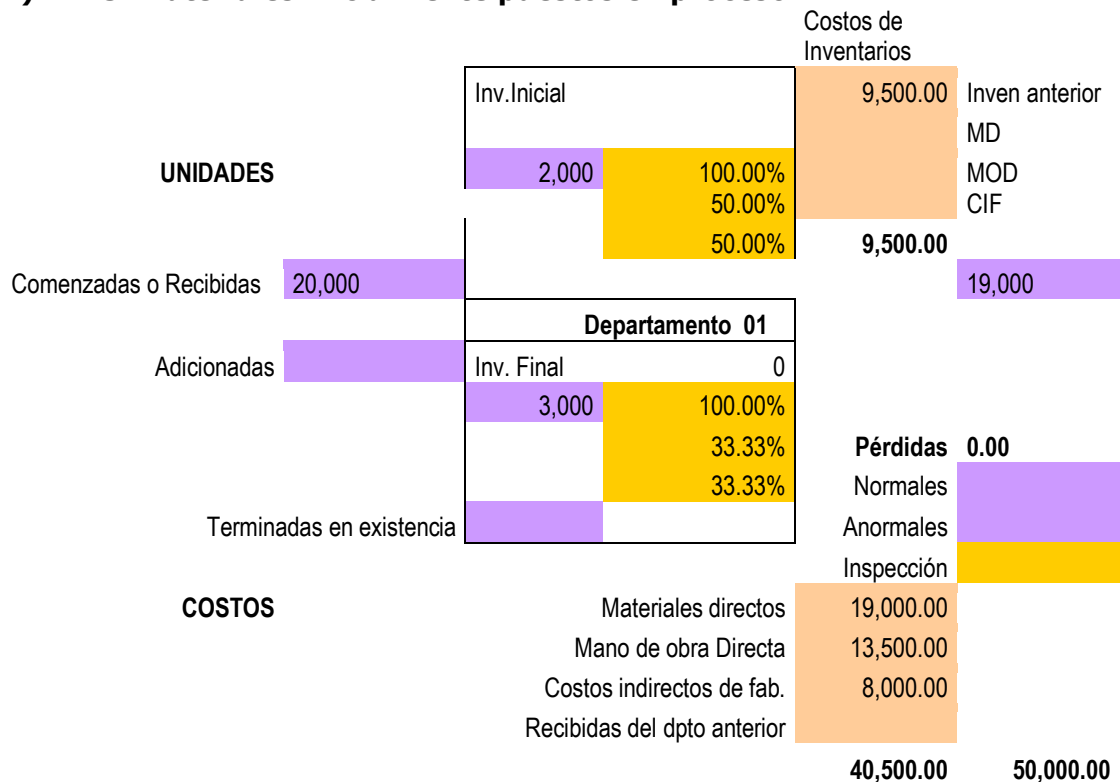 Costos de
Inventarios
Inv.Inicial 9,500.00 Inven anterior
MD
UNIDADES 2,000 100.00% MOD
50.00% CIF
50.00% 9,500.00
Comenzadas o Recibidas 20,000 19,000
Departamento 01
Adicionadas Inv. Final 0
3,000 100.00%
33.33% Pérdidas 0.00
33.33% Normales
Terminadas en existencia Anormales
Inspección
COSTOS Materiales directos 19,000.00
Mano de obra Directa 13,500.00
Costos indirectos de fab. 8,000.00
Recibidas del dpto anterior
40,500.00 50,000.00